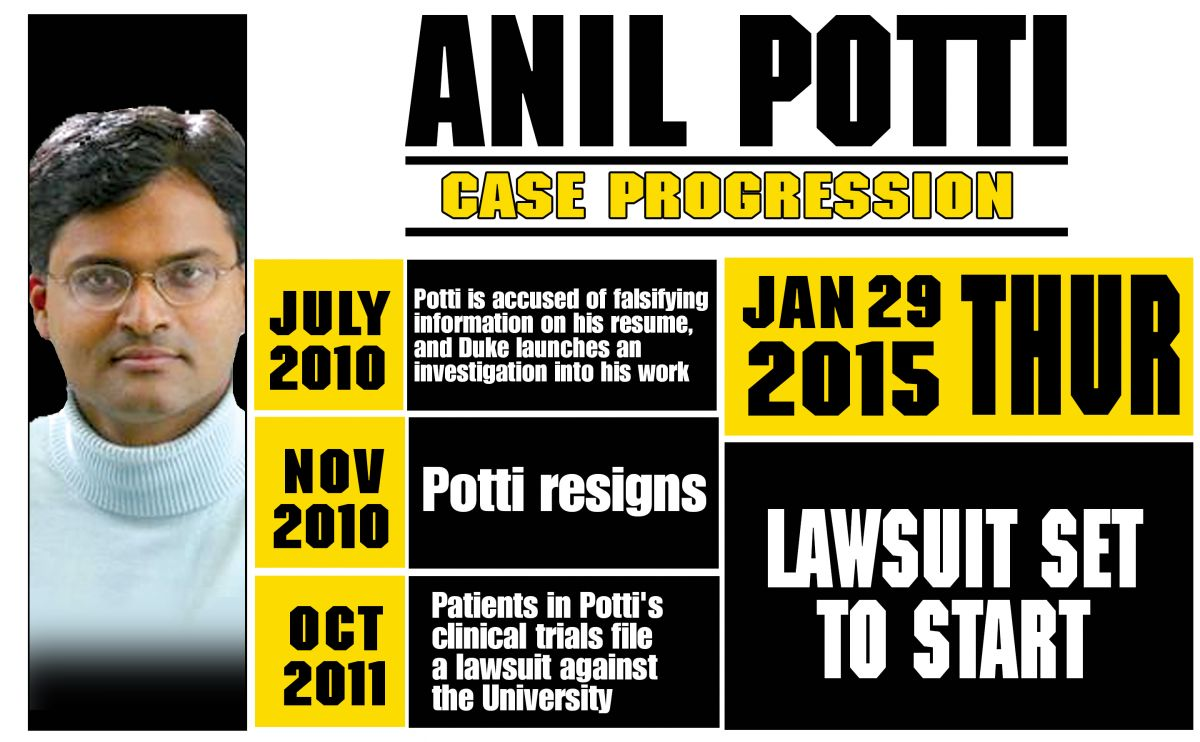 ANIL POTTI
CASE PROGRESSION
JULY
2010
Potti is accused of falsifying
information on his resume,
and Duke launches an
investigation into his work
NOV
2010
Potti resigns
OCT
2011
Patients in Potti's
clinical trials file
a lawsuit against
the University
JAN 29
2015
THUR
LAWSUIT SET
TO START